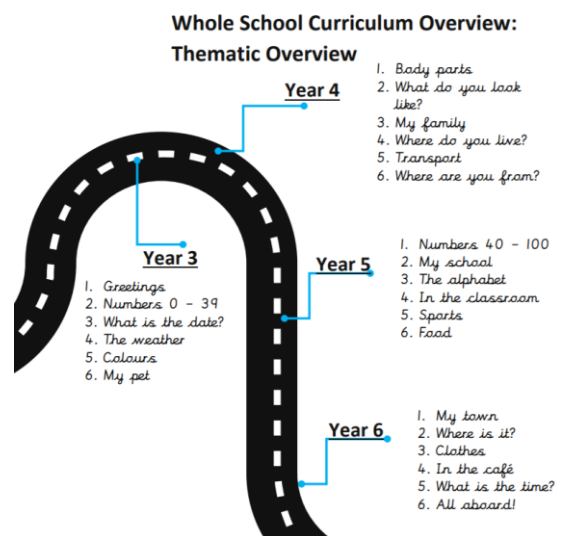 Whole School Curriculum Overview:
Thematic Overview
Year 4
1. Body parts
2. What do you look
like?
3. My family
4. Where do you live?
5. Transport
6. Where are you from?
Year 3
1. Greetings
2. Numbers 0 - 39
3. What is the date?
4. The weather
5. Colours
6. My pet
Year 5
1. Numbers 40 - 100
2. My school
3. The alphabet
4. In the classroom
5. Sports
6. Food
Year 6
1. My town
2. Where is it?
3. Clothes
4. In the café
5. What is the time?
6. All aboard!